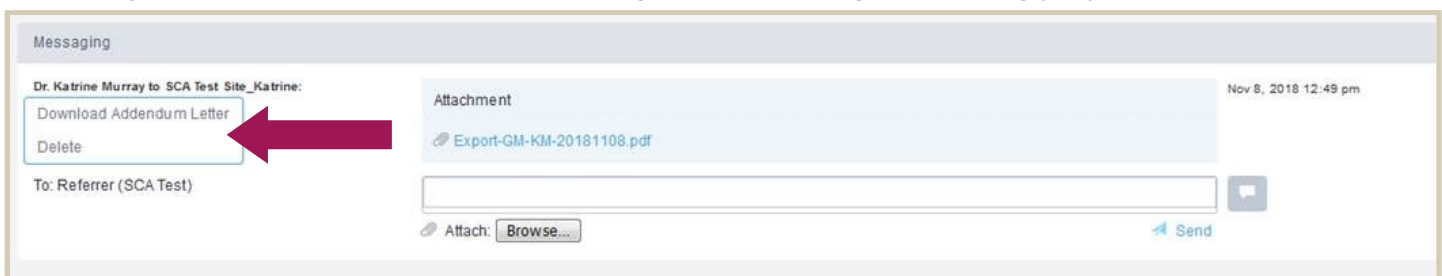 Messaging
Dr. Katrine Murray to SCA Test Site_Katrine:
Download Addendum Letter
Delete
Attachment
Export-GM-KM-20181108.pdf
Nov 8, 2018 12:49 pm
To: Referrer (SCA Test)
Attach: Browse...
Send